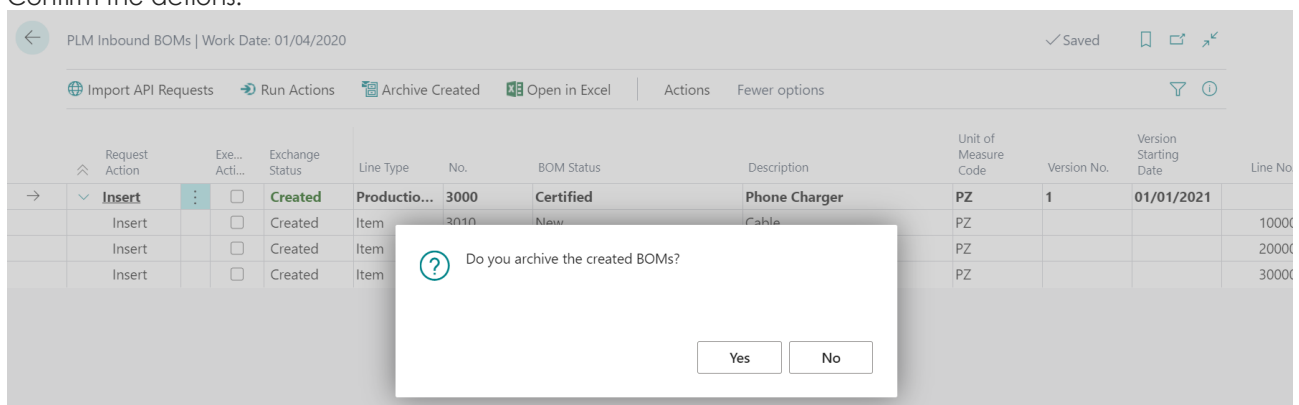 Confirm the actions.
PLM Inbound BOMs | Work Date: 01/04/2020 Saved
Import API Requests Run Actions Archive Created Open in Excel Actions Fewer options
Request Action Exe... Acti... Exchange Status Line Type No. BOM Status Description Unit of Measure Code Version No. Version Starting Date Line No.
Insert Created Productio... 3000 Certified Phone Charger PZ 1 01/01/2021
Insert Created Item 3010 New Cable PZ 10000
Insert Created Item PZ 20000
Insert Created Item PZ 30000
Do you archive the created BOMs?
Yes No